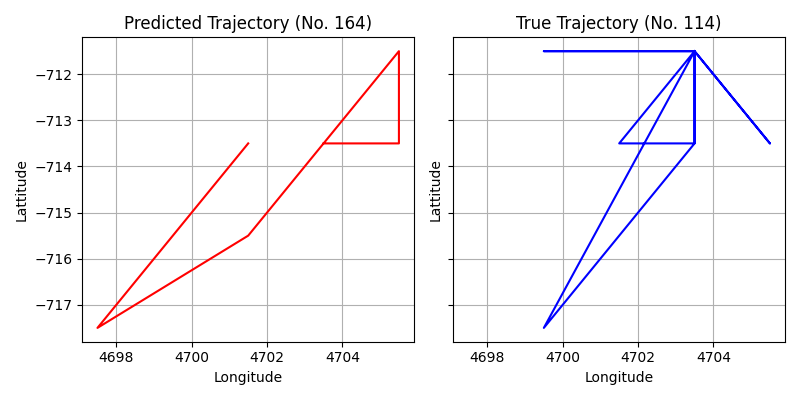 Predicted Trajectory (No. 164)
True Trajectory (No. 114)
−712
−713
−714
−715
−716
−717
Lattitude
Lattitude
4698 4700 4702 4704
4698 4700 4702 4704
Longitude
Longitude